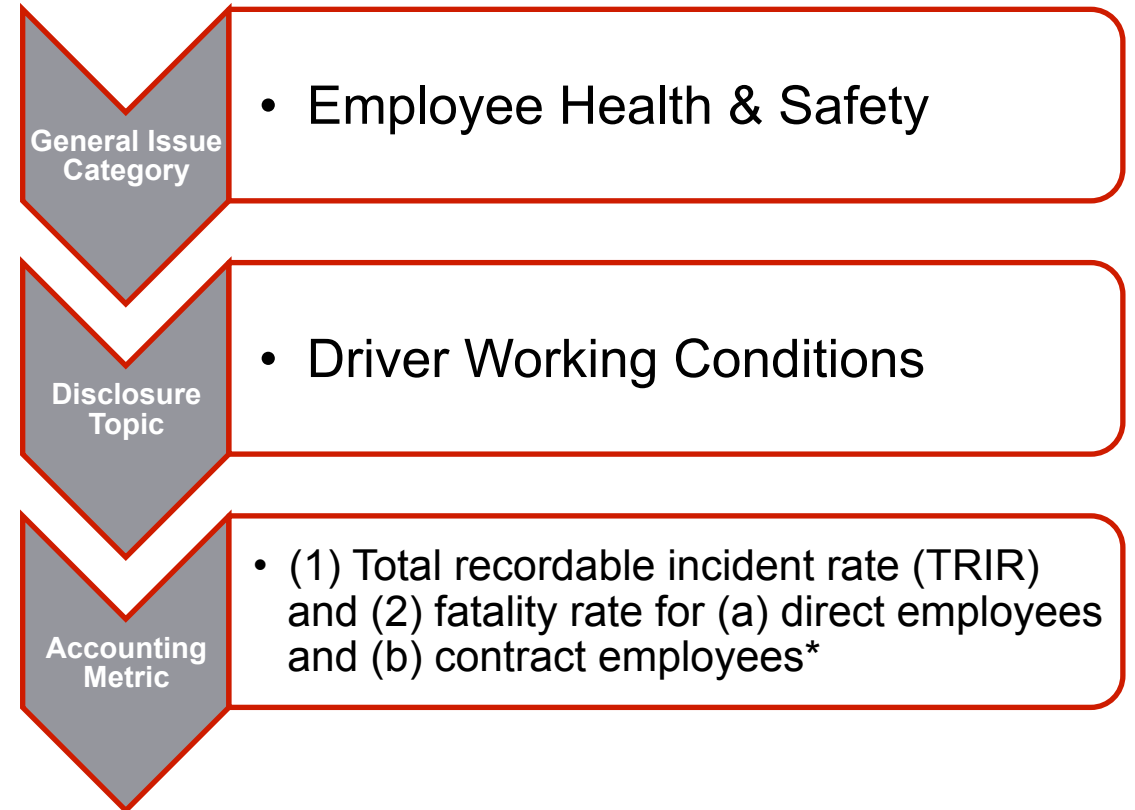 General Issue
Category
• Employee Health & Safety
Disclosure
Topic
• Driver Working Conditions
Accounting
Metric
• (1) Total recordable incident rate (TRIR)
and (2) fatality rate for (a) direct employees
and (b) contract employees*